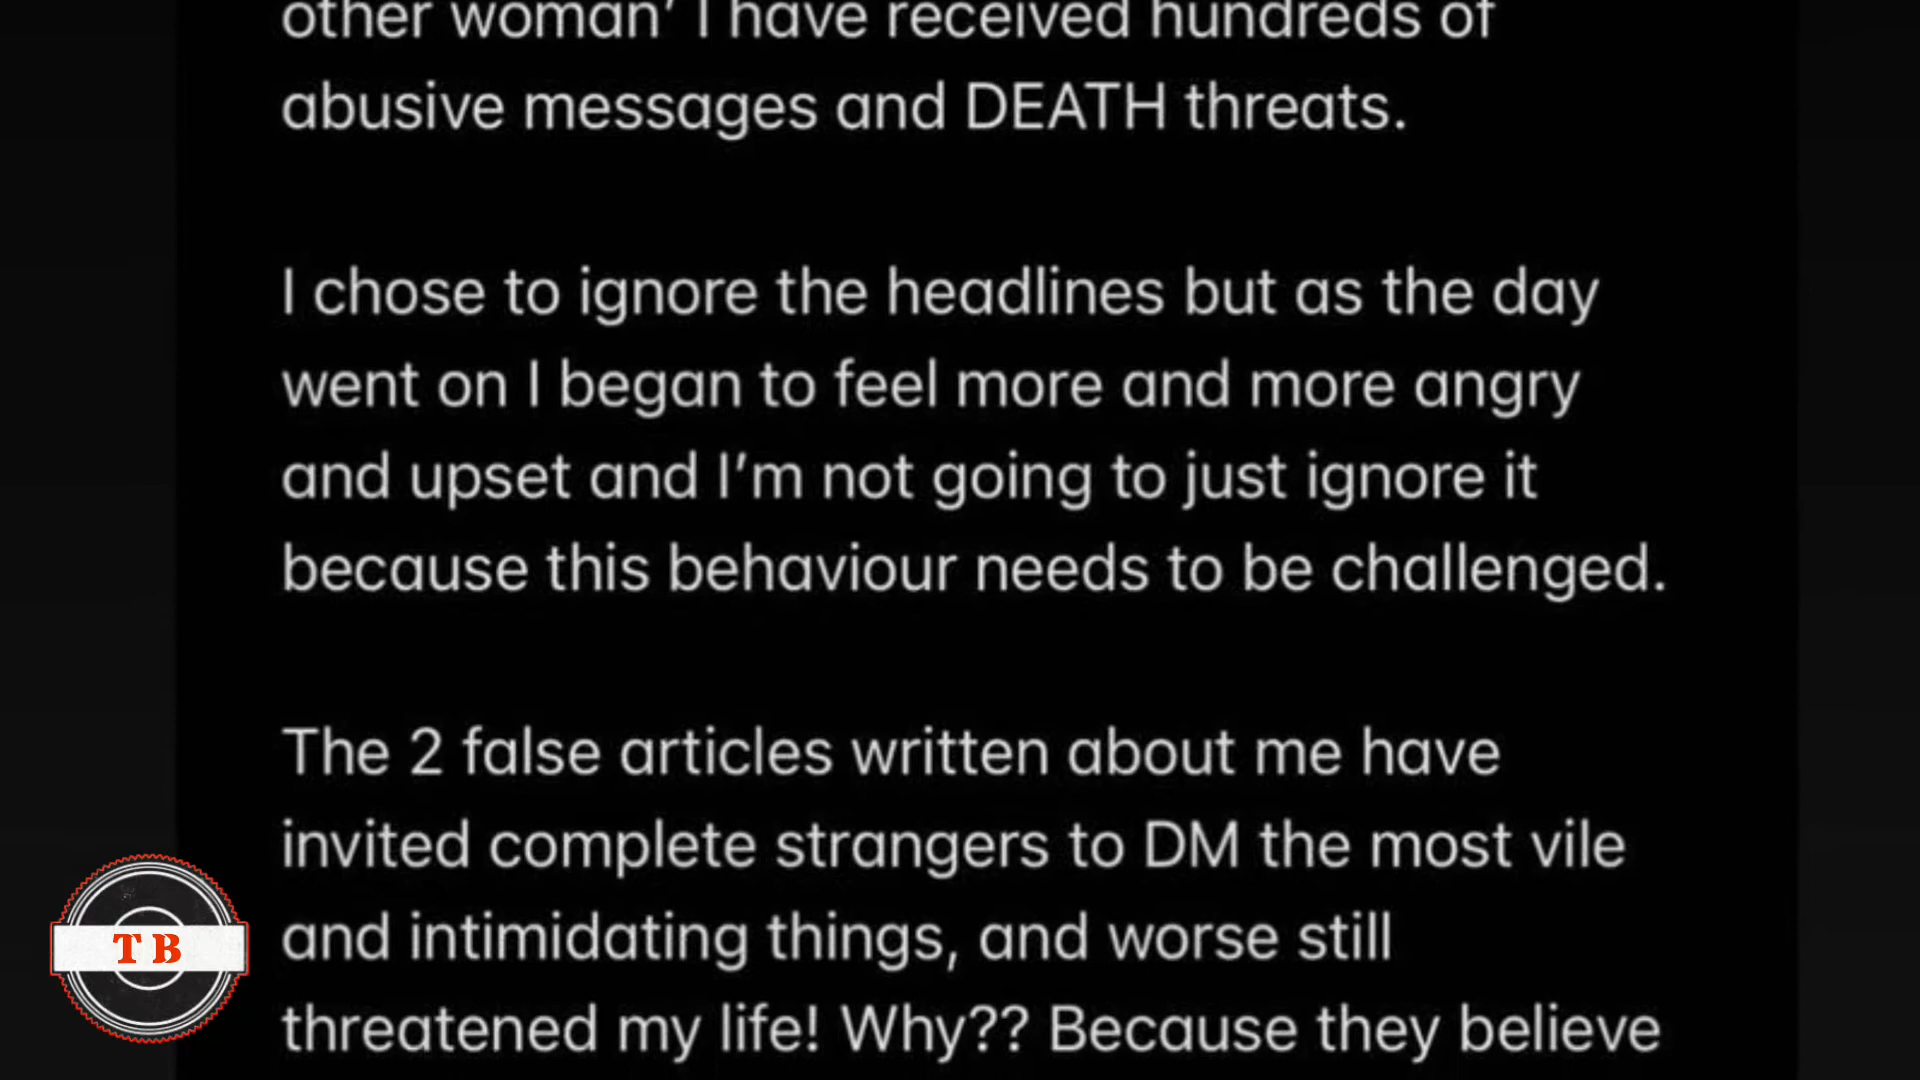 other woman’ I have received hundreds of
abusive messages and DEATH threats.
I chose to ignore the headlines but as the day
went on I began to feel more and more angry
and upset and I’m not going to just ignore it
because this behaviour needs to be challenged.
The 2 false articles written about me have
invited complete strangers to DM the most vile
and intimidating things, and worse still
threatened my life! Why?? Because they believe
TB